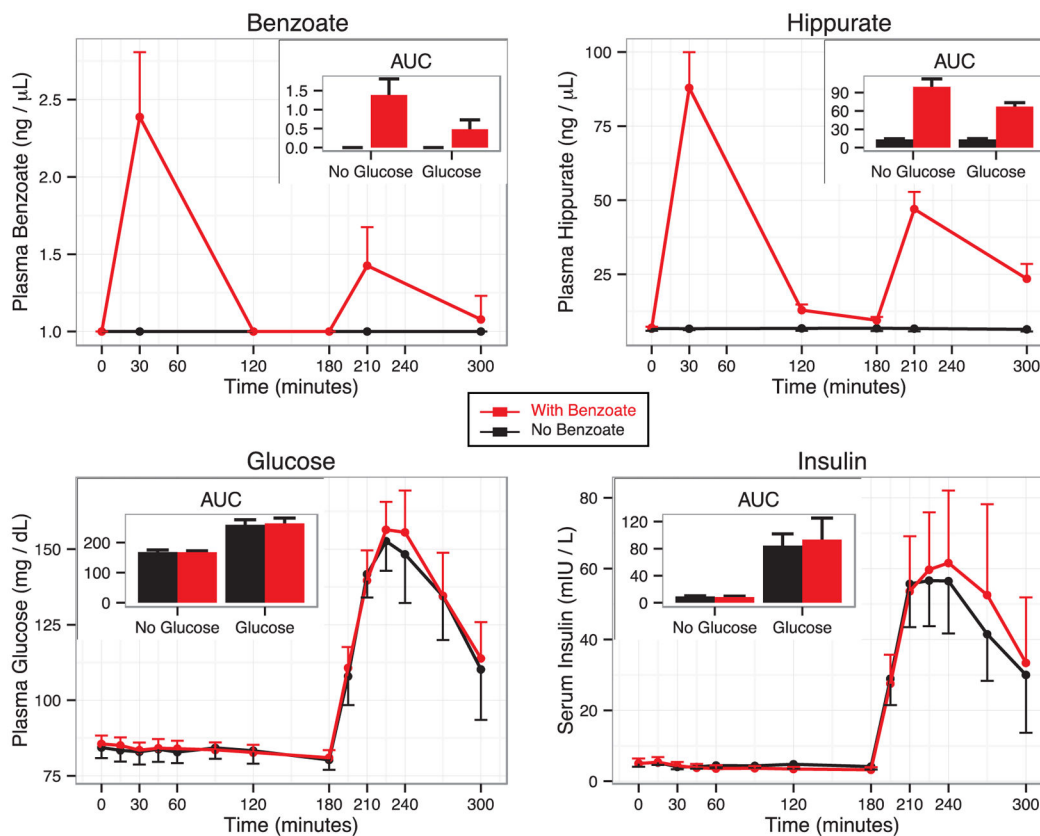 Benzoate
Plasma Benzoate (ng / μL)
2.5
2.0
1.5
1.0
AUC
1.5
1.0
0.5
0.0
No Glucose Glucose
0 30 60 120 180 210 240 300
Time (minutes)
Hippurate
Plasma Hippurate (ng / μL)
100
75
50
25
AUC
90
60
30
0
No Glucose Glucose
0 30 60 120 180 210 240 300
Time (minutes)
With Benzoate
No Benzoate
Glucose
Plasma Glucose (mg / dL)
150
125
100
75
AUC
200
100
0
No Glucose Glucose
0 30 60 120 180 210 240 300
Time (minutes)
Insulin
Serum Insulin (mIU / L)
80
60
40
20
0
AUC
120
80
40
0
No Glucose Glucose
0 30 60 120 180 210 240 300
Time (minutes)